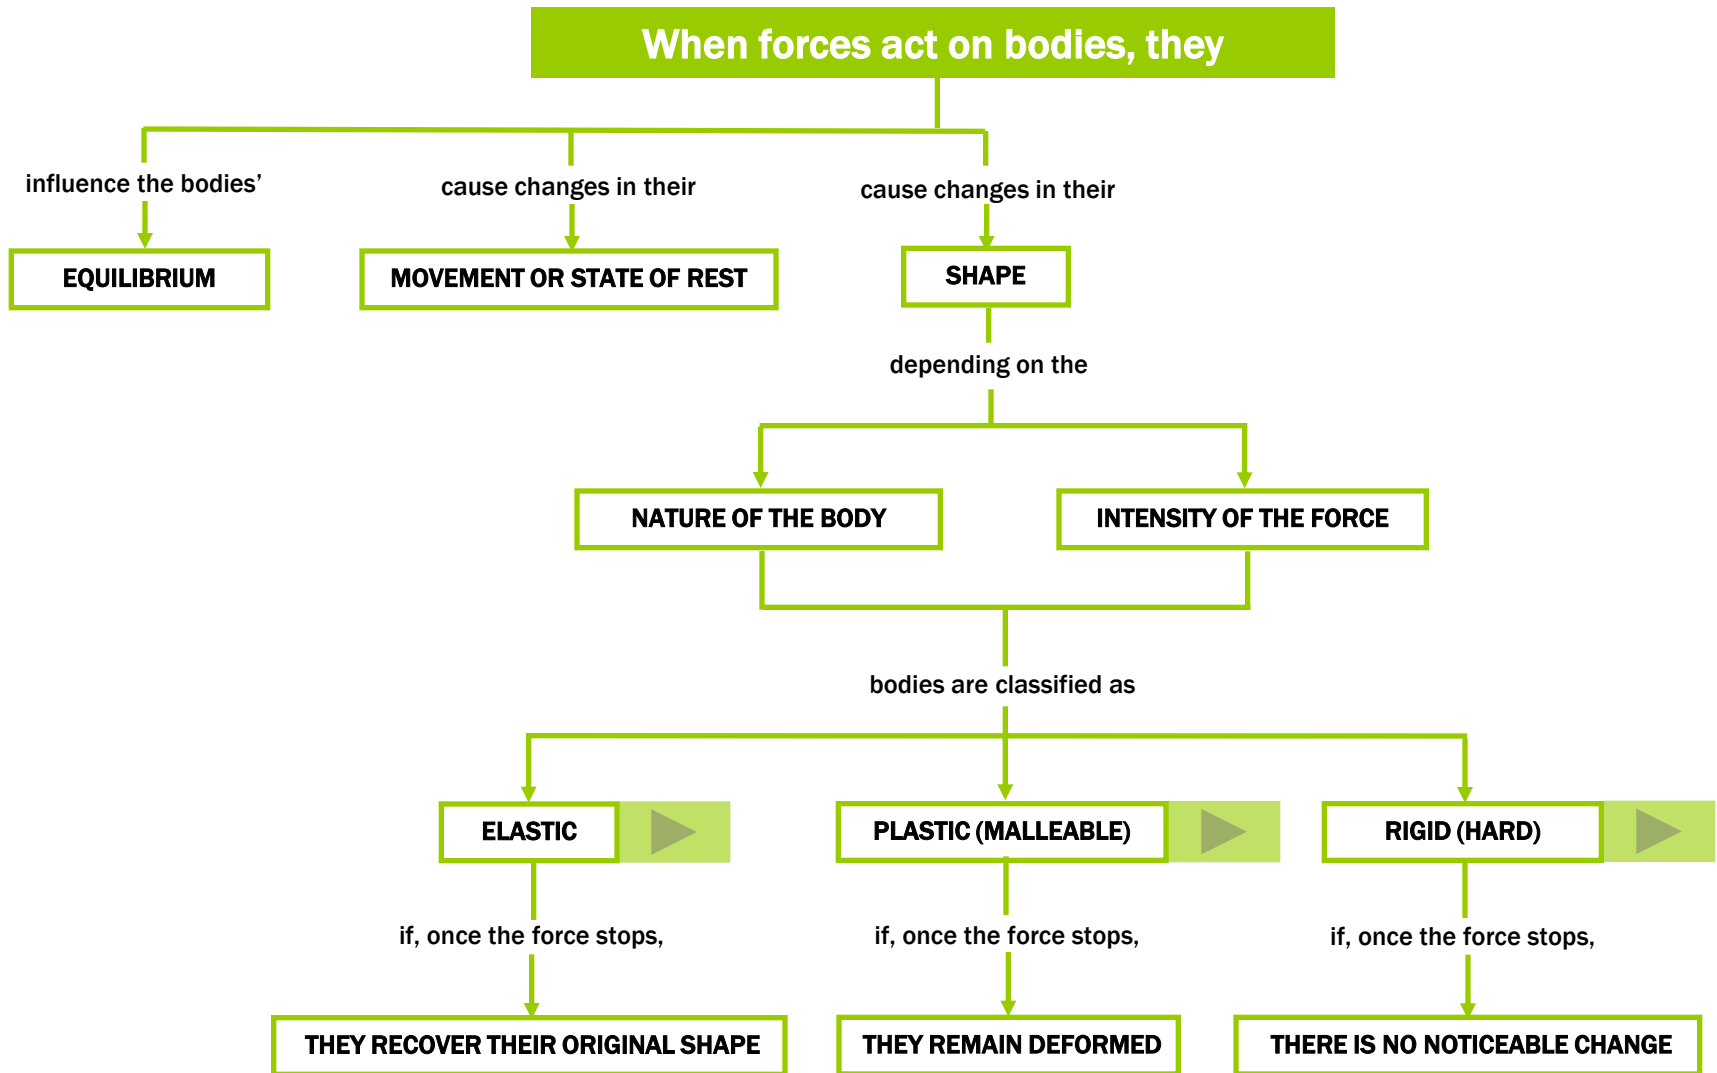 When forces act on bodies, they
influence the bodies’
cause changes in their
cause changes in their
EQUILIBRIUM
MOVEMENT OR STATE OF REST
SHAPE
depending on the
NATURE OF THE BODY
INTENSITY OF THE FORCE
bodies are classified as
ELASTIC
PLASTIC (MALLEABLE)
RIGID (HARD)
if, once the force stops,
if, once the force stops,
if, once the force stops,
THEY RECOVER THEIR ORIGINAL SHAPE
THEY REMAIN DEFORMED
THERE IS NO NOTICEABLE CHANGE